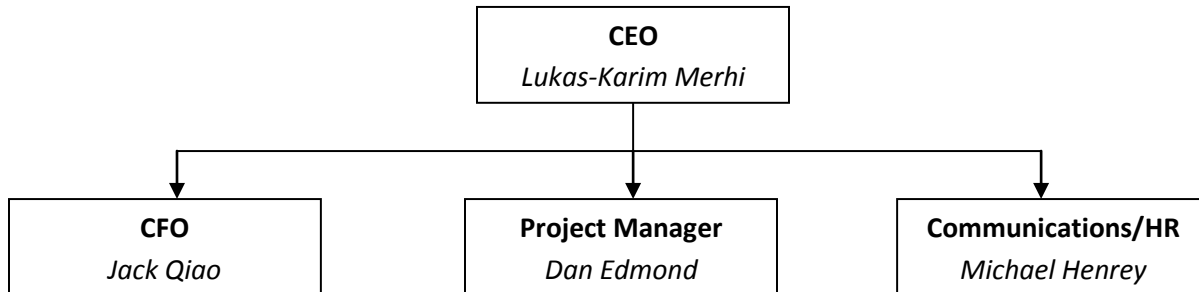 CEO
Lukas-Karim Merhi
CFO
Jack Qiao
Project Manager
Dan Edmond
Communications/HR
Michael Henrey